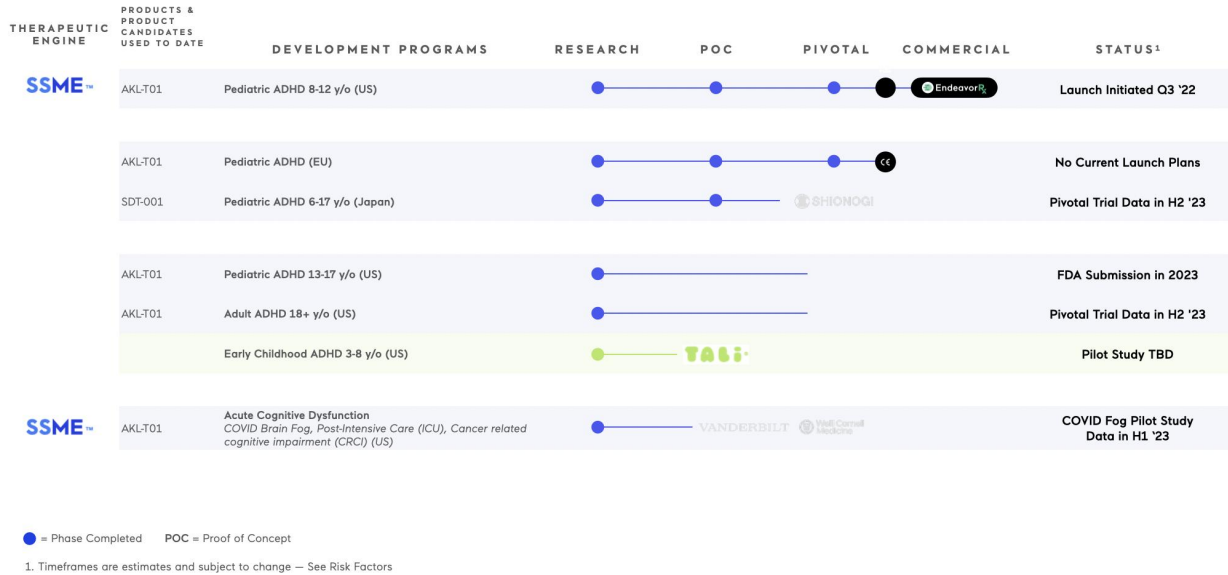 THERAPEUTIC ENGINE
PRODUCTS & PRODUCT CANDIDATES USED TO DATE
DEVELOPMENT PROGRAMS
RESEARCH
POC
PIVOTAL
COMMERCIAL
STATUS¹
SSME™
AKL-T01
Pediatric ADHD 8-12 y/o (US)
EndeavorRx
Launch Initiated Q3 ‘22
AKL-T01
Pediatric ADHD (EU)
CE
No Current Launch Plans
SDT-001
Pediatric ADHD 6-17 y/o (Japan)
SHIONOGI
Pivotal Trial Data in H2 '23
AKL-T01
Pediatric ADHD 13-17 y/o (US)
FDA Submission in 2023
AKL-T01
Adult ADHD 18+ y/o (US)
Pivotal Trial Data in H2 '23
Early Childhood ADHD 3-8 y/o (US)
TALi
Pilot Study TBD
SSME™
AKL-T01
Acute Cognitive Dysfunction
COVID Brain Fog, Post-Intensive Care (ICU), Cancer related
cognitive impairment (CRCI) (US)
VANDERBILT
Weill Cornell
Medicine
COVID Fog Pilot Study
Data in H1 ‘23
= Phase Completed
POC = Proof of Concept
1. Timeframes are estimates and subject to change — See Risk Factors